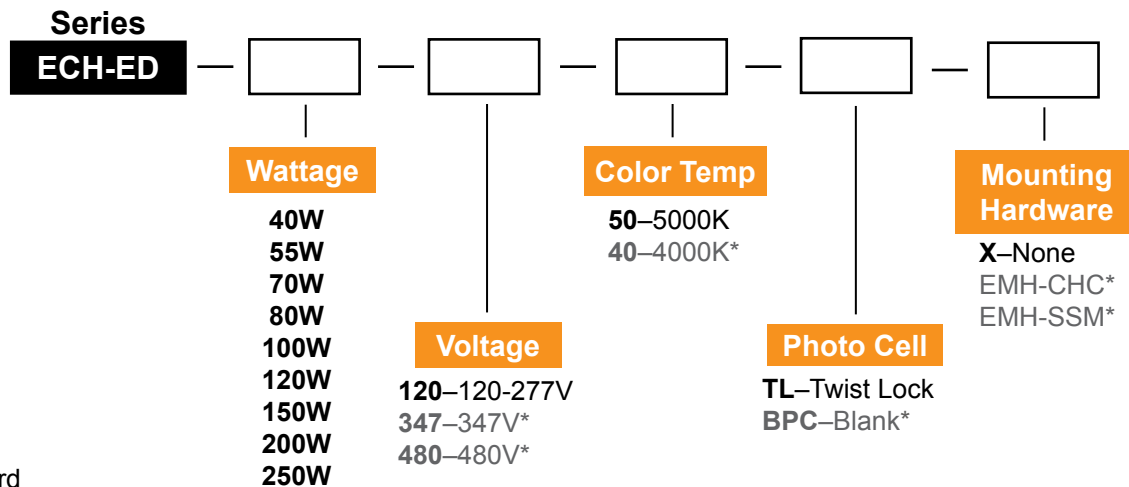 Series
ECH-ED — — — — —
Wattage
40W
55W
70W
80W
100W
120W
150W
200W
250W
Voltage
120–120-277V
347–347V*
480–480V*
Color Temp
50–5000K
40–4000K*
Photo Cell
TL–Twist Lock
BPC–Blank*
Mounting
Hardware
X–None
EMH-CHC*
EMH-SSM*
rd